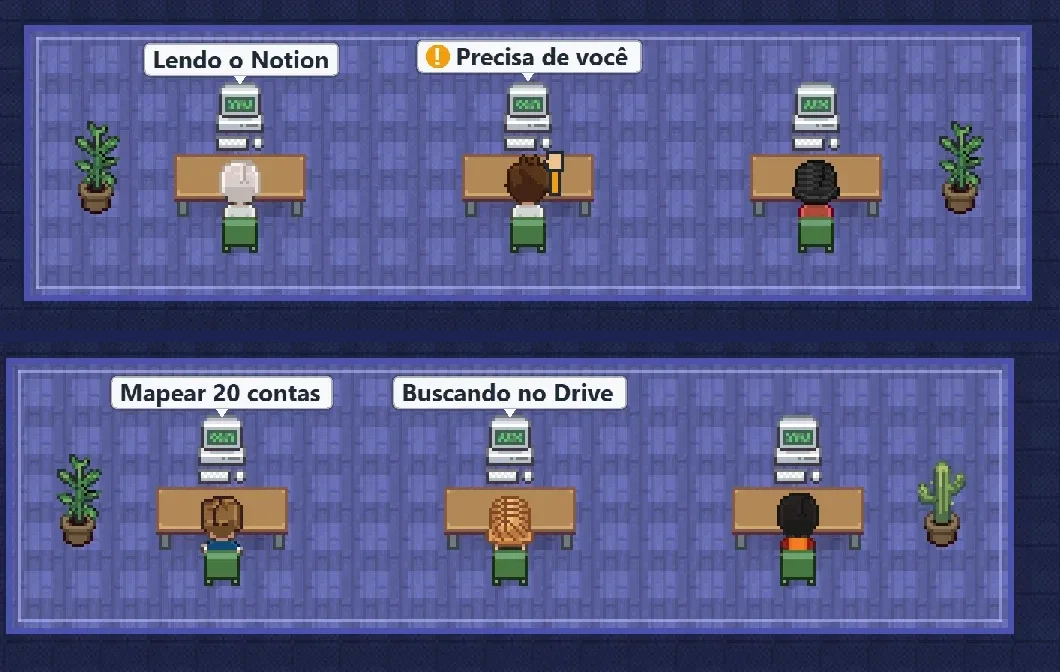 Lendo o Notion
! Precisa de você
Mapear 20 contas
Buscando no Drive